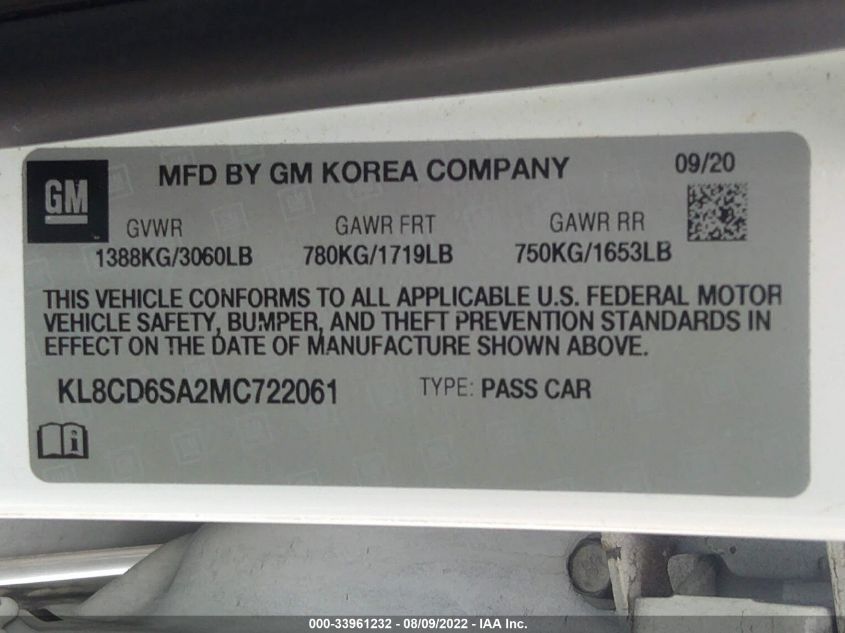 GM
MFD BY GM KOREA COMPANY
09/20
GVWR GAWR FRT GAWR RR
1388KG/3060LB 780KG/1719LB 750KG/1653LB
THIS VEHICLE CONFORMS TO ALL APPLICABLE U.S. FEDERAL MOTOR
VEHICLE SAFETY, BUMPER, AND THEFT PREVENTION STANDARDS IN
EFFECT ON THE DATE OF MANUFACTURE SHOWN ABOVE.
KL8CD6SA2MC722061 TYPE: PASS CAR
000-33961232 - 08/09/2022 - IAA Inc.